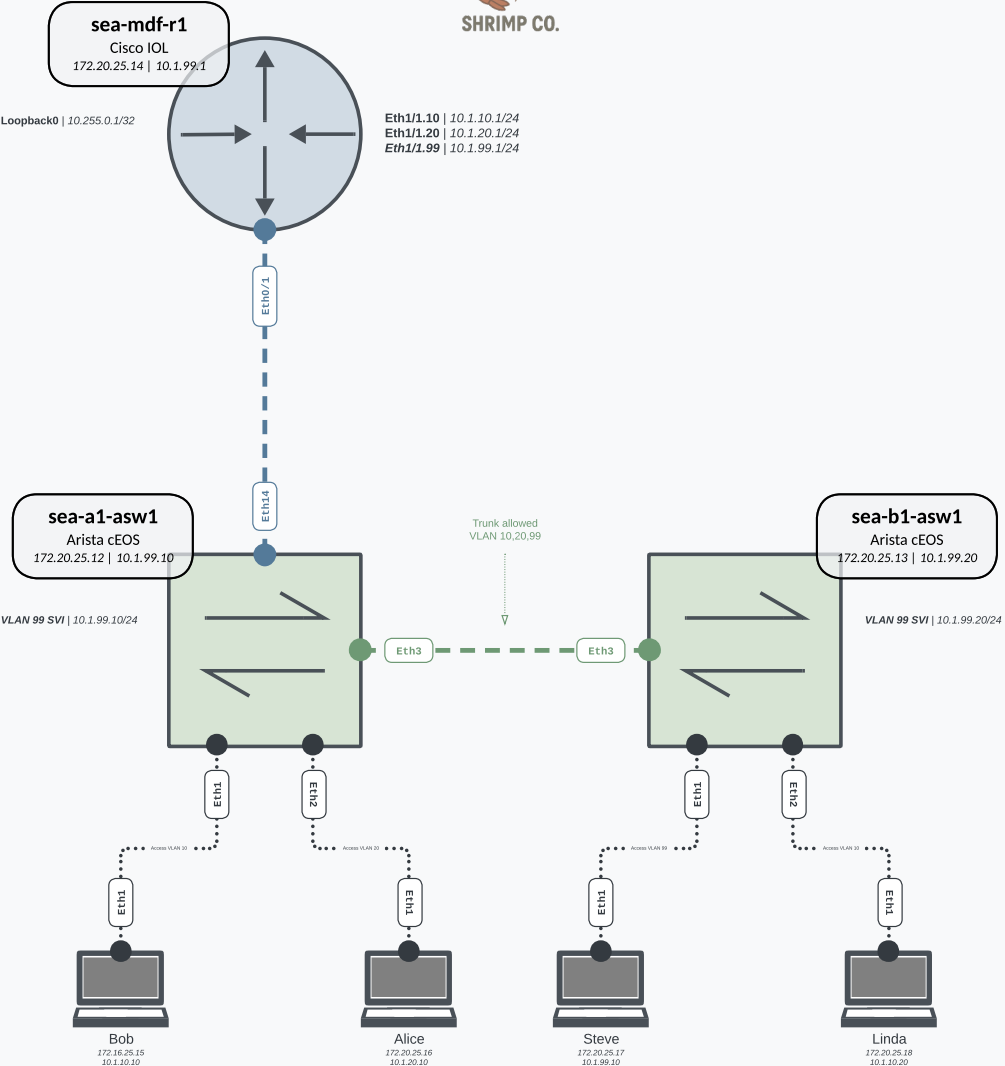 SHRIMP CO.
sea-mdf-r1
Cisco IOL
172.20.25.14 | 10.1.99.1
Loopback0 | 10.255.0.1/32
Eth1/1.10 | 10.1.10.1/24
Eth1/1.20 | 10.1.20.1/24
Eth1/1.99 | 10.1.99.1/24
Eth0/1
Eth14
sea-a1-asw1
Arista cEOS
172.20.25.12 | 10.1.99.10
VLAN 99 SVI | 10.1.99.10/24
Trunk allowed
VLAN 10,20,99
sea-b1-asw1
Arista cEOS
172.20.25.13 | 10.1.99.20
VLAN 99 SVI | 10.1.99.20/24
Eth3
Eth3
Eth1
Eth2
Eth1
Eth2
Access VLAN 10
Access VLAN 20
Access VLAN 99
Access VLAN 10
Eth1
Eth1
Eth1
Eth1
Bob
172.16.25.15
10.1.10.10
Alice
172.20.25.16
10.1.20.10
Steve
172.20.25.17
10.1.99.10
Linda
172.20.25.18
10.1.10.20